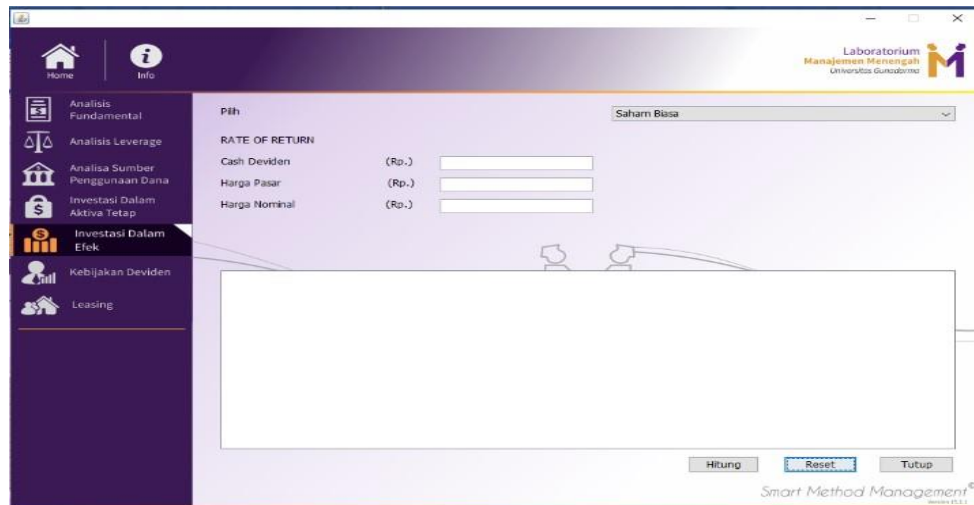 Home
Info
Laboratorium
Manajemen Menengah
Universitas Gunadarma
Analisis
Fundamental
Analisis Leverage
Analisa Sumber
Penggunaan Dana
Investasi Dalam
Aktiva Tetap
Investasi Dalam
Efek
Kebijakan Deviden
Leasing
Pilih
Saham Biasa
RATE OF RETURN
Cash Deviden (Rp.)
Harga Pasar (Rp.)
Harga Nominal (Rp.)
Hitung
Reset
Tutup
Smart Method Management©